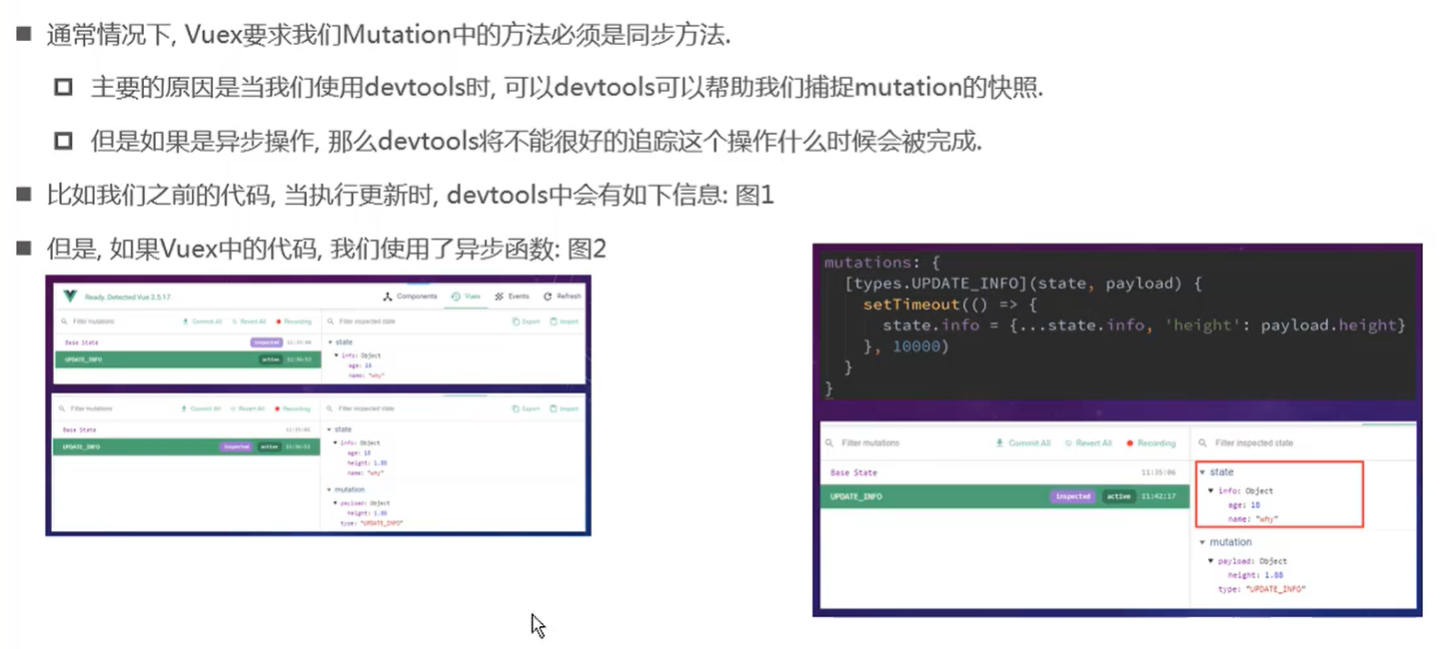 通常情况下, Vuex要求我们Mutation中的方法必须是同步方法.
主要的原因是当我们使用devtools时, 可以devtools可以帮助我们捕捉mutation的快照.
但是如果是异步操作, 那么devtools将不能很好的追踪这个操作什么时候会被完成.
比如我们之前的代码, 当执行更新时, devtools中会有如下信息: 图1
但是, 如果Vuex中的代码, 我们使用了异步函数: 图2
Ready. Detected Vue 2.5.17.
Components Vuex Events Refresh
Filter mutations Commit All Revert All Recording Filter inspected state Export Import
Base State inspected 11:35:06
state
UPDATE_INFO active 11:36:53
info: Object
age: 18
name: "why"
Filter mutations Commit All Revert All Recording Filter inspected state Export Import
Base State 11:35:06
state
UPDATE_INFO inspected active 11:36:53
info: Object
age: 18
height: 1.88
name: "why"
mutation
payload: Object
height: 1.88
type: "UPDATE_INFO"
mutations: {
[types.UPDATE_INFO](state, payload) {
setTimeout(() => {
state.info = {...state.info, 'height': payload.height}
}, 10000)
}
}
Filter mutations Commit All Revert All Recording Filter inspected state
Base State 11:35:06
state
UPDATE_INFO inspected active 11:42:17
info: Object
age: 18
name: "why"
mutation
payload: Object
height: 1.88
type: "UPDATE_INFO"